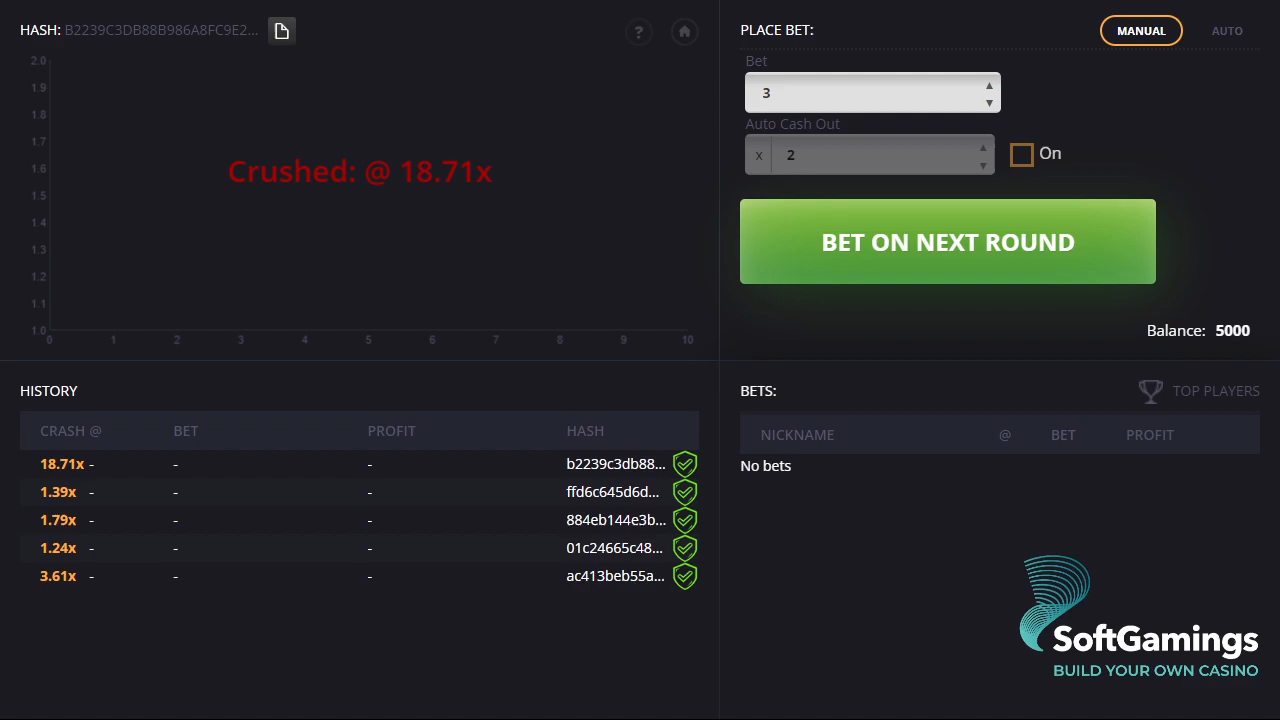 HASH: B2239C3DB88B986A8FC9E2...
?
2.0
1.9
1.8
1.7
1.6
1.5
1.4
1.3
1.2
1.1
1.0
Crushed: @ 18.71x
0 1 2 3 4 5 6 7 8 9 10
PLACE BET:
MANUAL
AUTO
Bet
3
Auto Cash Out
x 2
On
BET ON NEXT ROUND
Balance: 5000
HISTORY
CRASH @ BET PROFIT HASH
18.71x - - - b2239c3db88...
1.39x - - - ffd6c645d6d...
1.79x - - - 884eb144e3b...
1.24x - - - 01c24665c48...
3.61x - - - ac413beb55a...
BETS:
TOP PLAYERS
NICKNAME @ BET PROFIT
No bets
SoftGamings
BUILD YOUR OWN CASINO